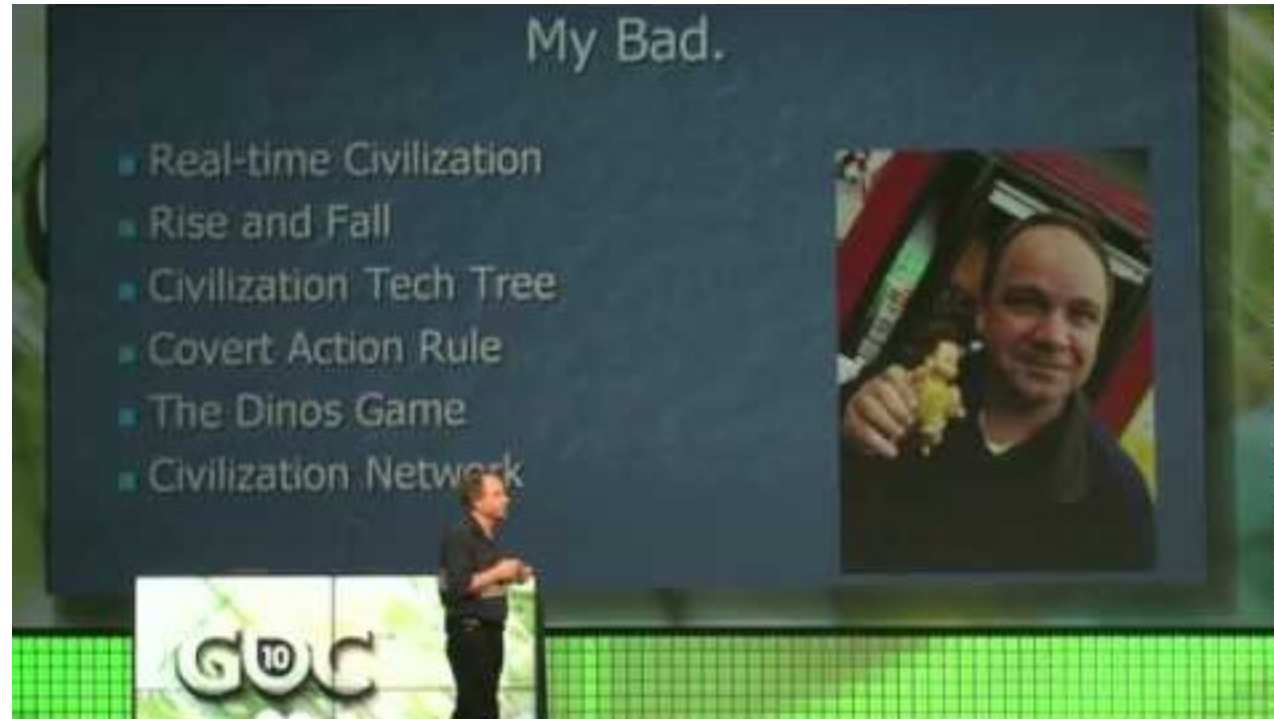 My Bad.
Real-time Civilization
Rise and Fall
Civilization Tech Tree
Covert Action Rule
The Dinos Game
Civilization Network
GDC
10